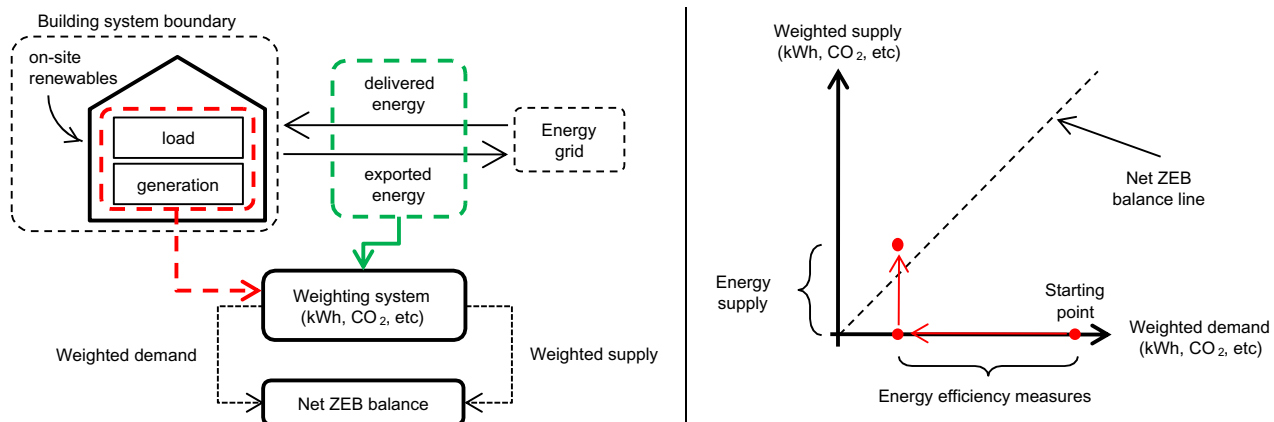 Building system boundary
on-site
renewables
load
generation
delivered
energy
exported
energy
Energy
grid
Weighting system
(kWh, CO₂, etc)
Weighted demand
Weighted supply
Net ZEB balance
Weighted supply
(kWh, CO₂, etc)
Net ZEB
balance line
Energy
supply
Starting
point
Weighted demand
(kWh, CO₂, etc)
Energy efficiency measures